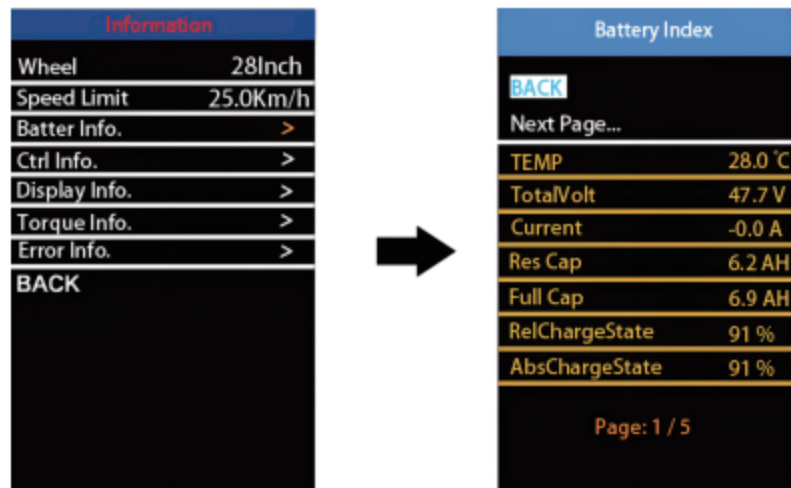 Information
Wheel 28Inch
Speed Limit 25.0Km/h
Batter Info. >
Ctrl Info. >
Display Info. >
Torque Info. >
Error Info. >
BACK
Battery Index
BACK
Next Page...
TEMP 28.0 ℃
TotalVolt 47.7 V
Current -0.0 A
Res Cap 6.2 AH
Full Cap 6.9 AH
RelChargeState 91 %
AbsChargeState 91 %
Page: 1 / 5